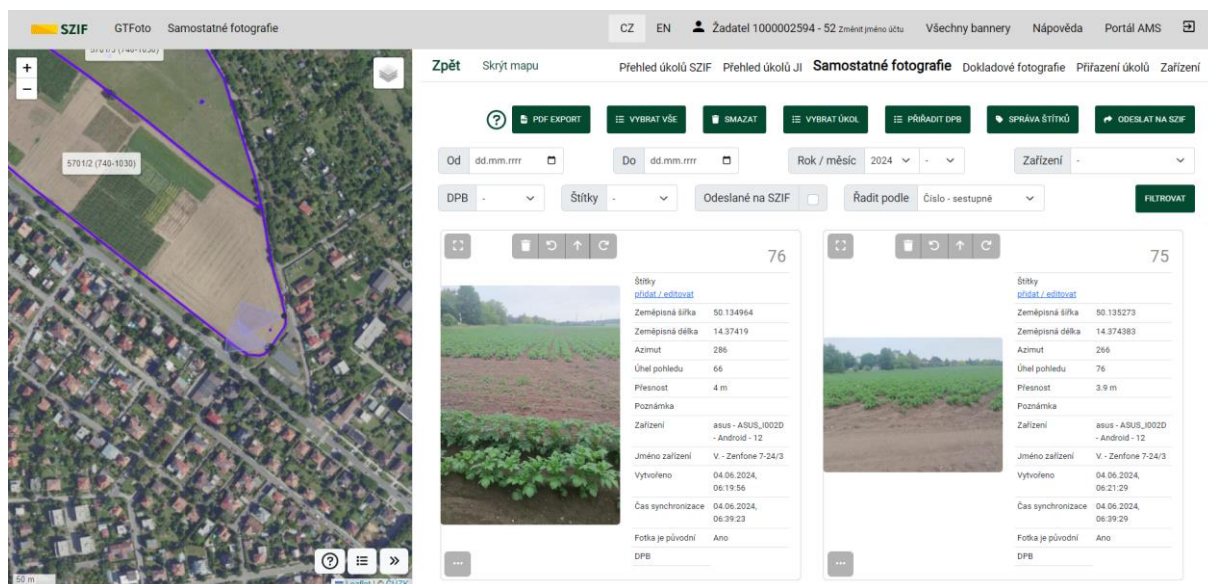 SZIF GTFoto Samostatné fotografie CZ EN Žadatel 1000002594 - 52 Změnit jméno účtu Všechny bannery Nápověda Portál AMS
5701/3 (740-1030)
+
−
5701/2 (740-1030)
50 m
Leaflet | © ČÚZK
Zpět Skrýt mapu Přehled úkolů SZIF Přehled úkolů JI Samostatné fotografie Dokladové fotografie Přiřazení úkolů Zařízení
? PDF EXPORT VYBRAT VŠE SMAZAT VYBRAT ÚKOL PŘIŘADIT DPB SPRÁVA ŠTÍTKŮ ODESLAT NA SZIF
Od dd.mm.rrrr Do dd.mm.rrrr Rok / měsíc 2024 - Zařízení -
DPB - Štítky - Odeslané na SZIF Řadit podle Číslo - sestupně FILTROVAT
76
Štítky
přidat / editovat
Zeměpisná šířka 50.134964
Zeměpisná délka 14.37419
Azimut 286
Úhel pohledu 66
Přesnost 4 m
Poznámka
Zařízení asus - ASUS_I002D
- Android - 12
Jméno zařízení V. - Zenfone 7-24/3
Vytvořeno 04.06.2024,
06:19:56
Čas synchronizace 04.06.2024,
06:39:23
Fotka je původní Ano
DPB
75
Štítky
přidat / editovat
Zeměpisná šířka 50.135273
Zeměpisná délka 14.374383
Azimut 266
Úhel pohledu 76
Přesnost 3.9 m
Poznámka
Zařízení asus - ASUS_I002D
- Android - 12
Jméno zařízení V. - Zenfone 7-24/3
Vytvořeno 04.06.2024,
06:21:29
Čas synchronizace 04.06.2024,
06:39:29
Fotka je původní Ano
DPB